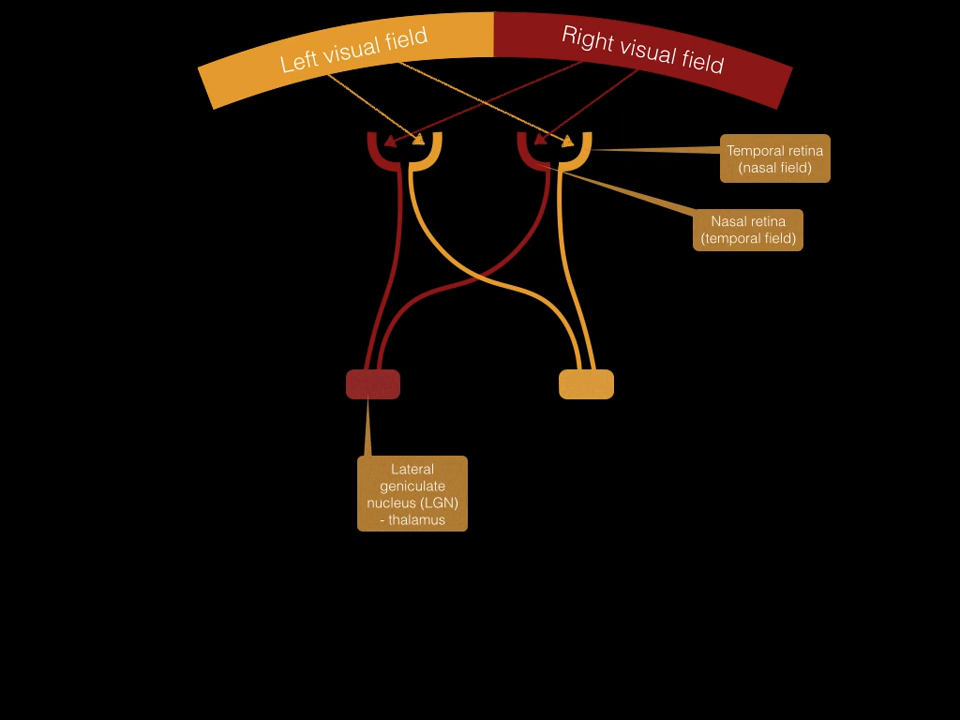 Left visual field
Right visual field
Temporal retina
(nasal field)
Nasal retina
(temporal field)
Lateral
geniculate
nucleus (LGN)
- thalamus